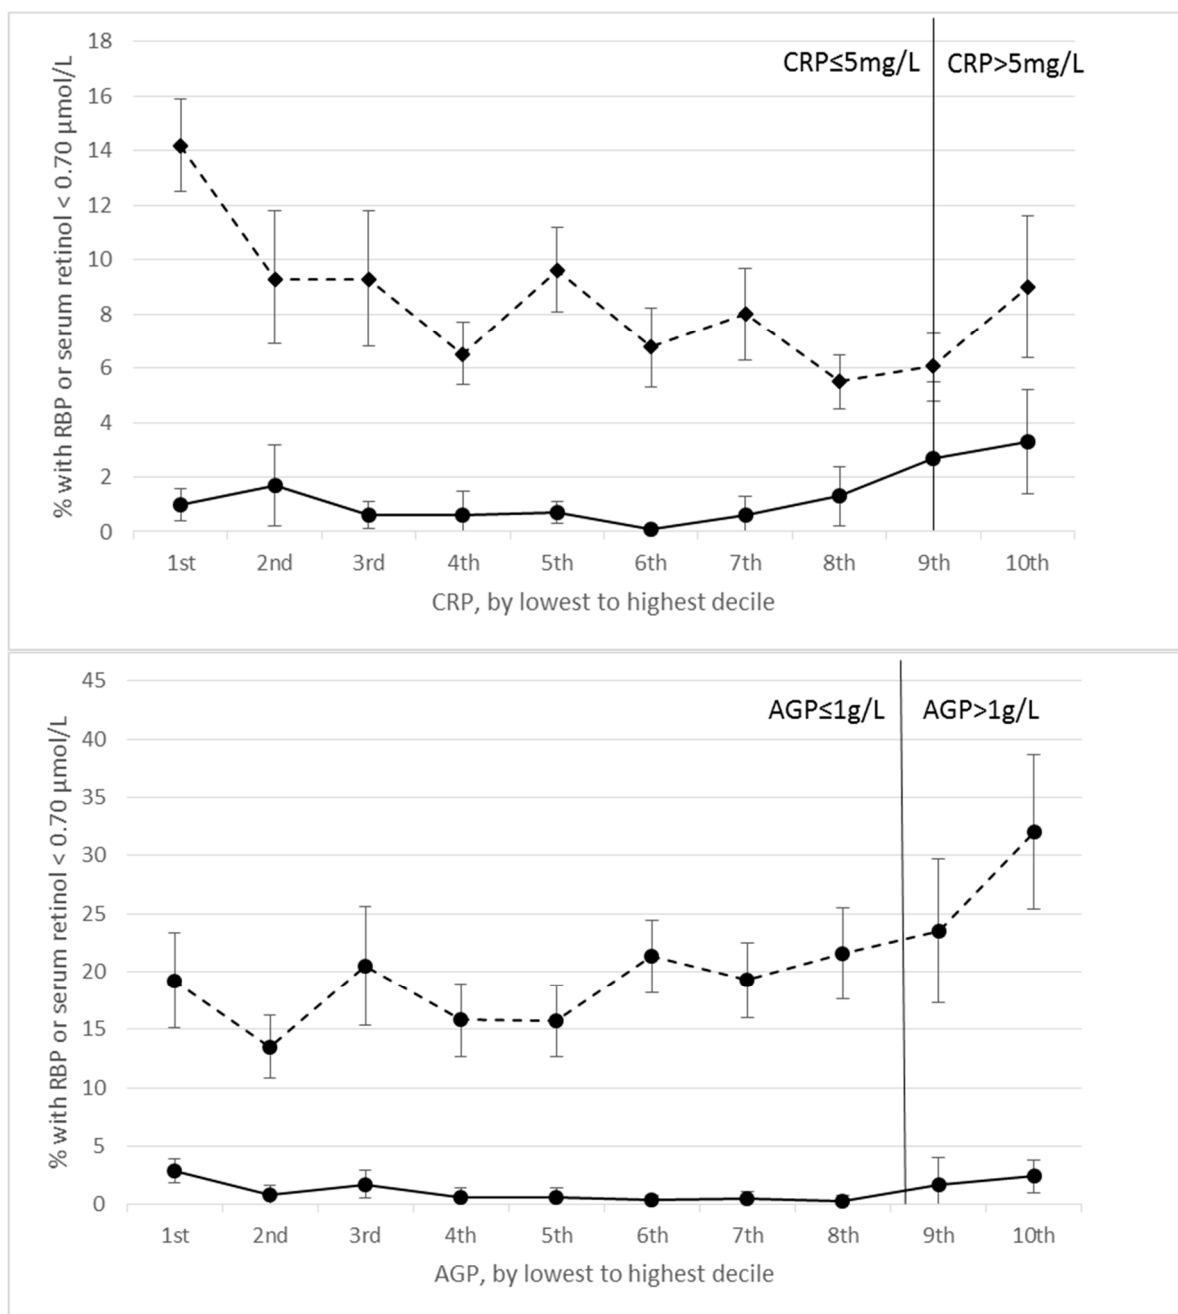 % with RBP or serum retinol < 0.70 µmol/L
18
16
14
12
10
8
6
4
2
0
CRP≤5mg/L CRP>5mg/L
1st 2nd 3rd 4th 5th 6th 7th 8th 9th 10th
CRP, by lowest to highest decile
% with RBP or serum retinol < 0.70 µmol/L
45
40
35
30
25
20
15
10
5
0
AGP≤1g/L AGP>1g/L
1st 2nd 3rd 4th 5th 6th 7th 8th 9th 10th
AGP, by lowest to highest decile